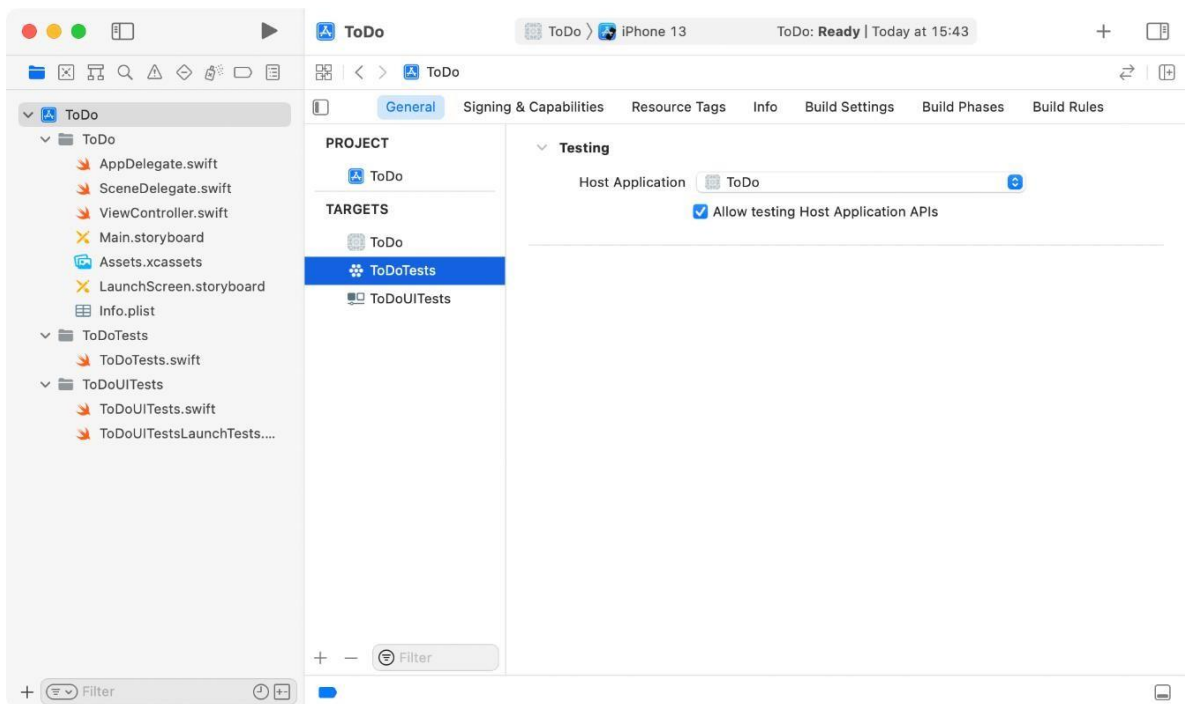 ToDo
ToDo
iPhone 13
ToDo: Ready | Today at 15:43
ToDo
General
Signing & Capabilities
Resource Tags
Info
Build Settings
Build Phases
Build Rules
ToDo
ToDo
AppDelegate.swift
SceneDelegate.swift
ViewController.swift
Main.storyboard
Assets.xcassets
LaunchScreen.storyboard
Info.plist
ToDoTests
ToDoTests.swift
ToDoUITests
ToDoUITests.swift
ToDoUITestsLaunchTests....
Filter
PROJECT
ToDo
TARGETS
ToDo
ToDoTests
ToDoUITests
Filter
Testing
Host Application
ToDo
Allow testing Host Application APIs